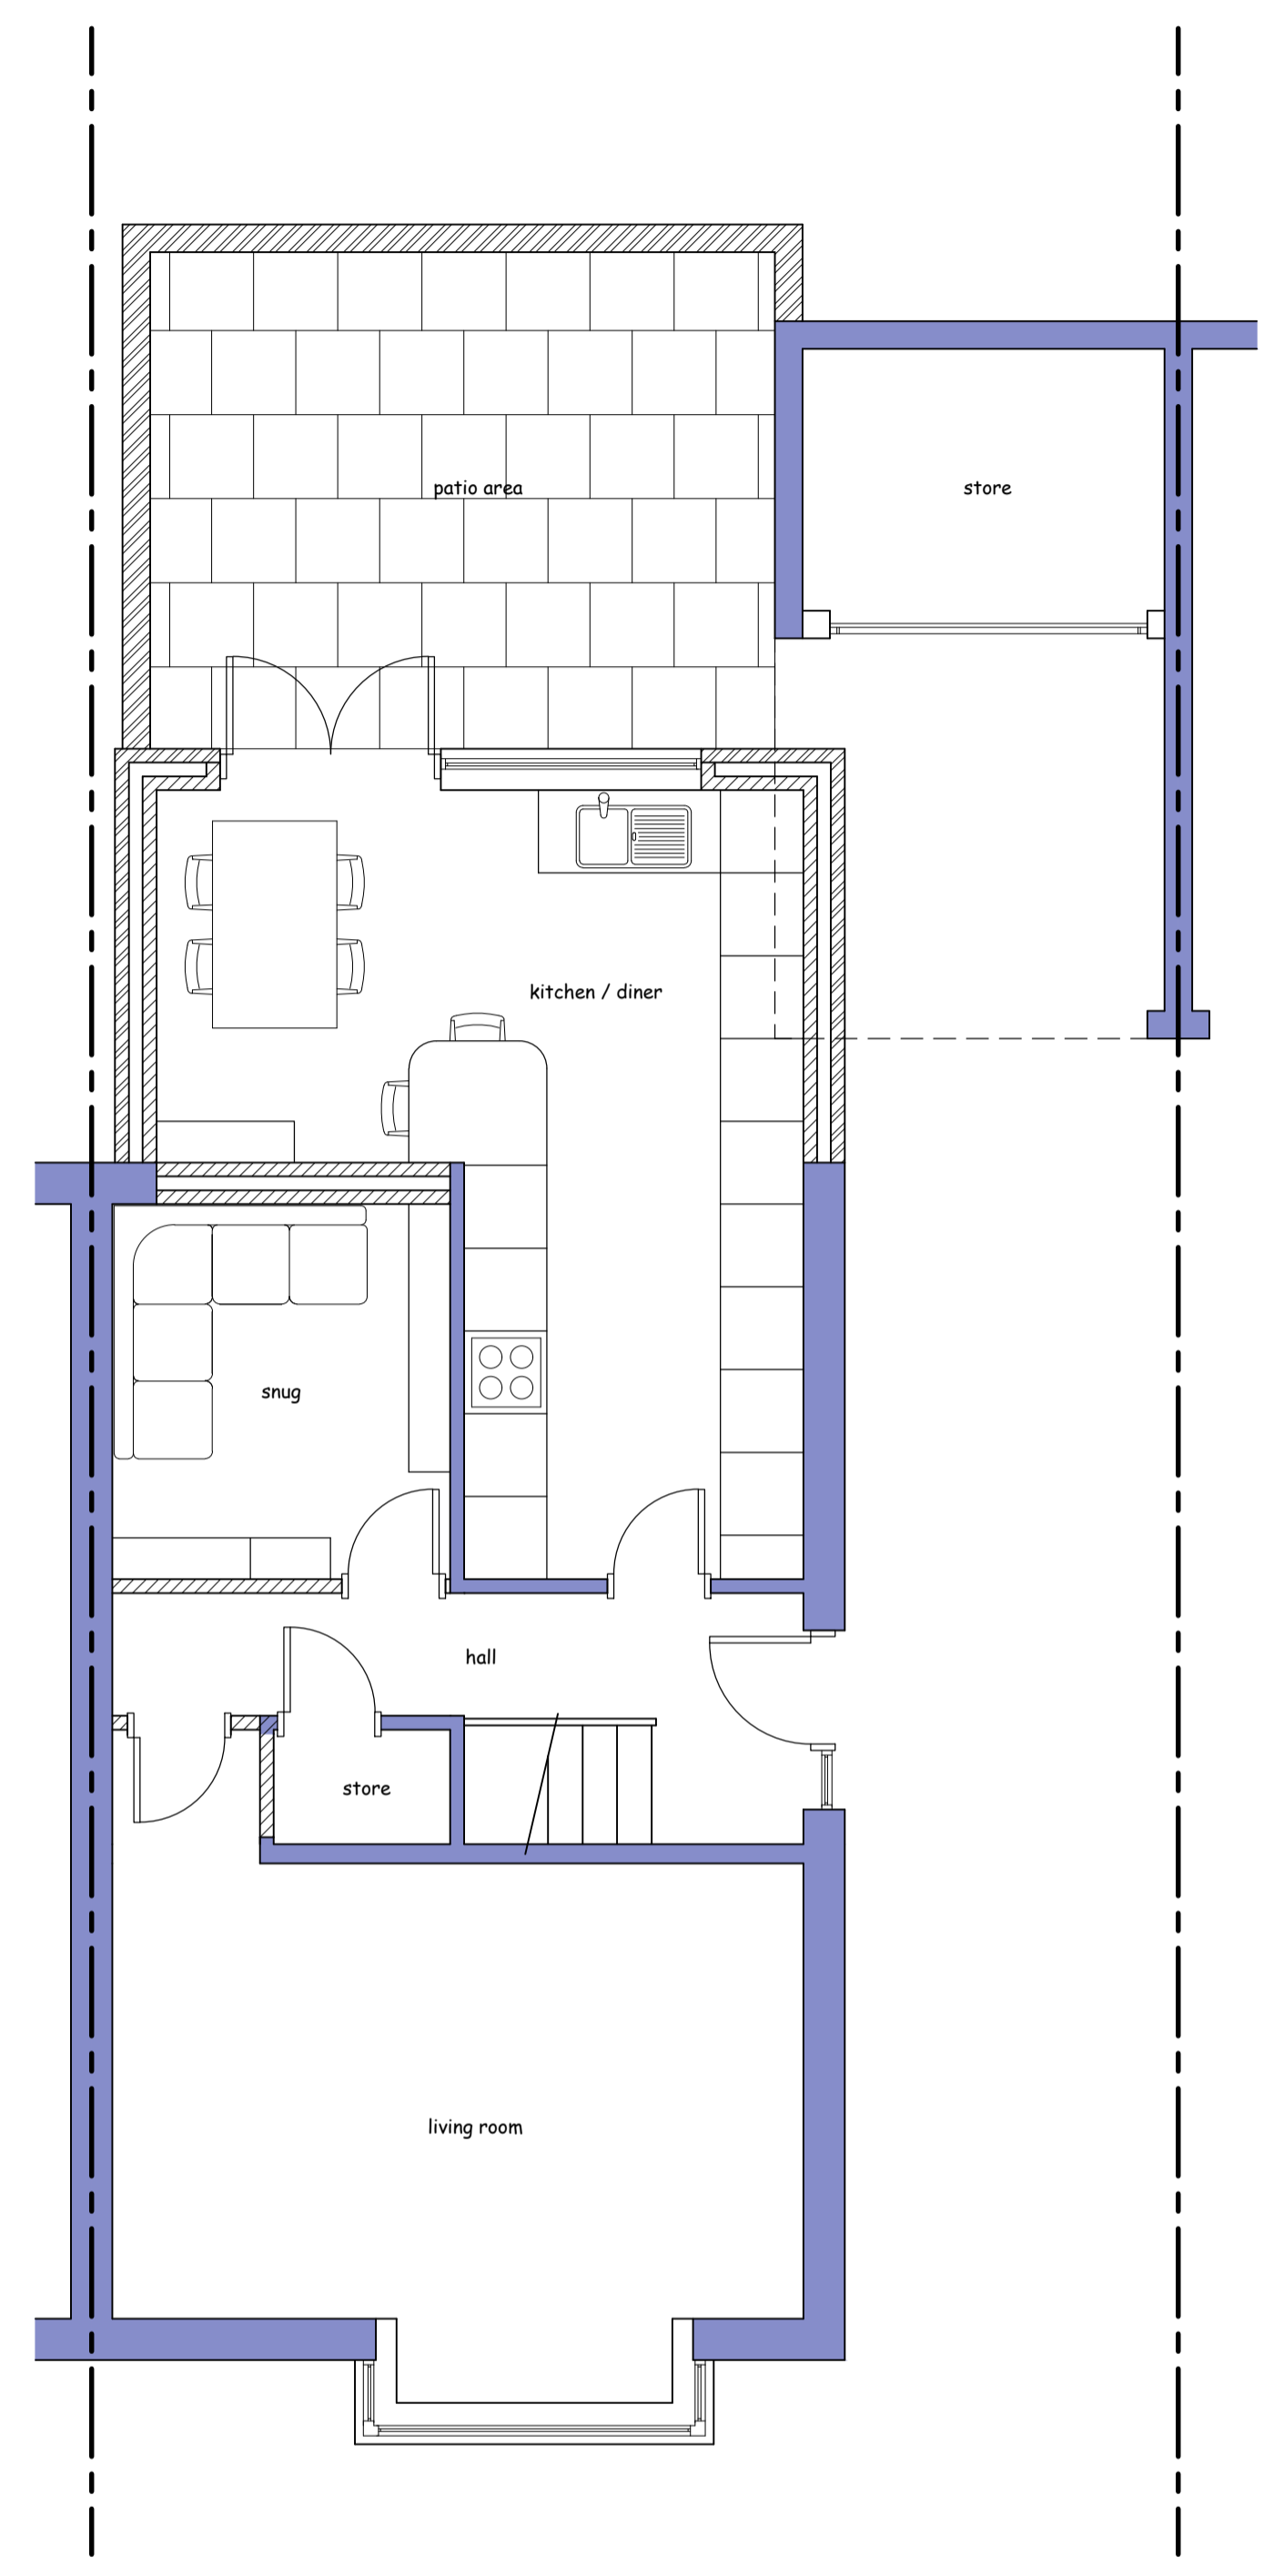 patio area
store
kitchen / diner
snug
hall
store
living room